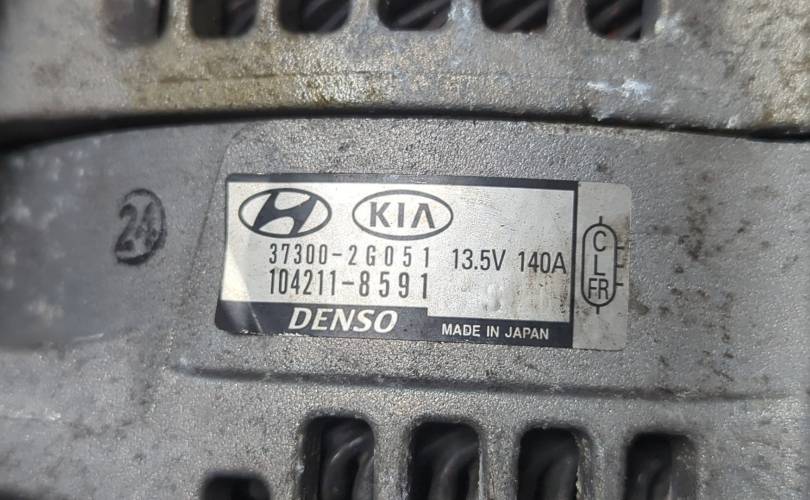 24
KIA
37300-2G051 13.5V 140A
104211-8591
DENSO MADE IN JAPAN
C
L
FR